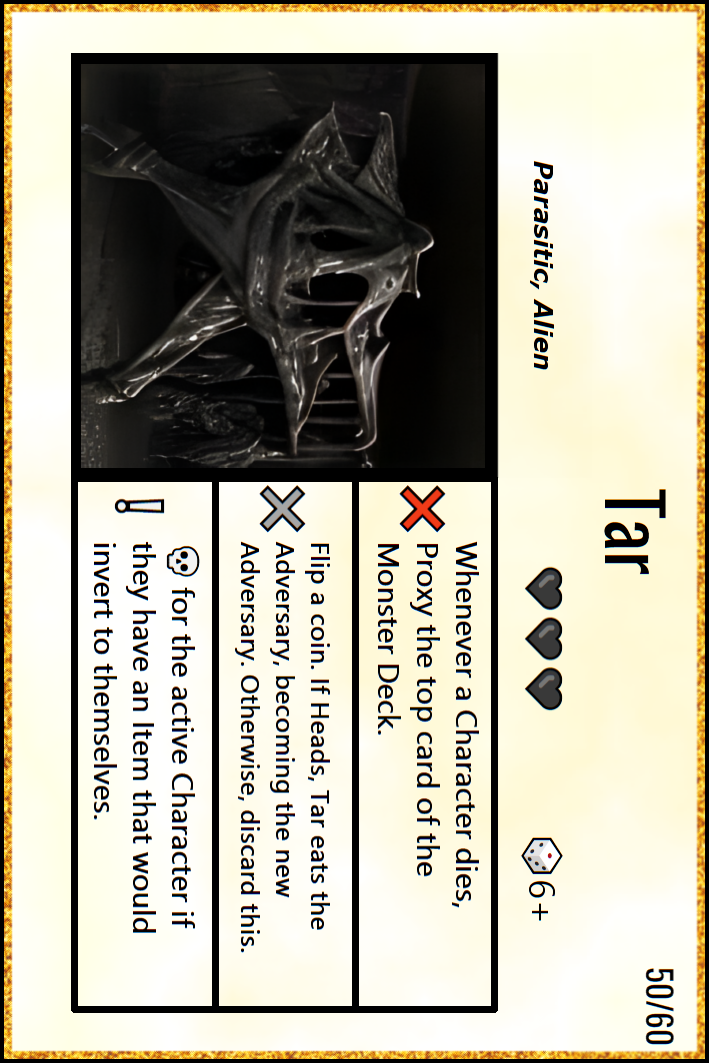 50/60
Tar
Parasitic, Alien
6+
Whenever a Character dies,
Proxy the top card of the
Monster Deck.
Flip a coin. If Heads, Tar eats the
Adversary, becoming the new
Adversary. Otherwise, discard this.
for the active Character if
they have an Item that would
invert to themselves.